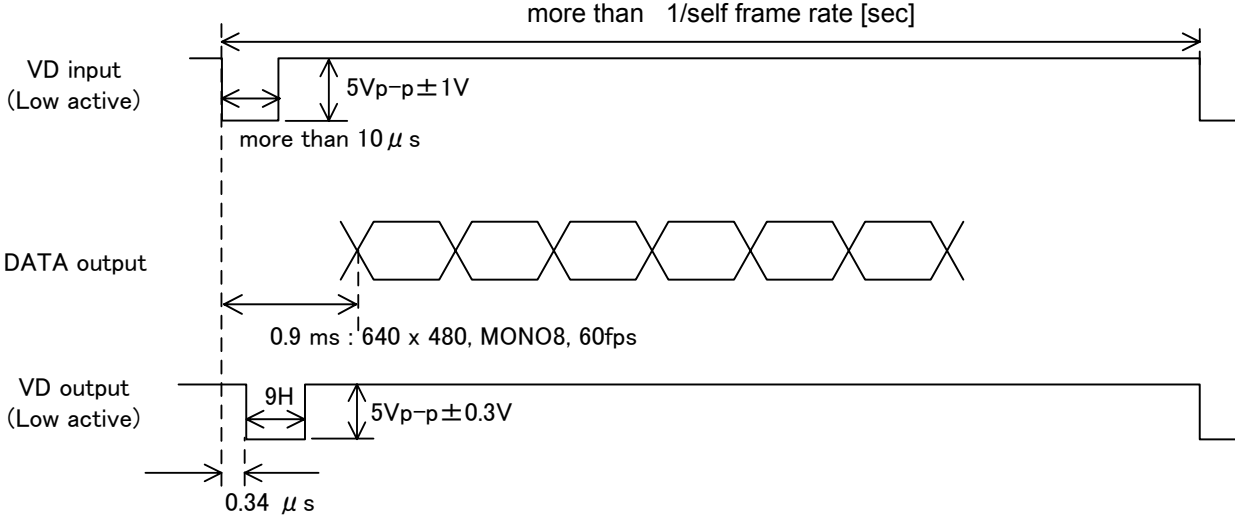 more than 1/self frame rate [sec]
VD input
(Low active)
5Vp-p±1V
more than 10μs
DATA output
0.9 ms : 640 x 480, MONO8, 60fps
VD output
(Low active)
9H
5Vp-p±0.3V
0.34 μs